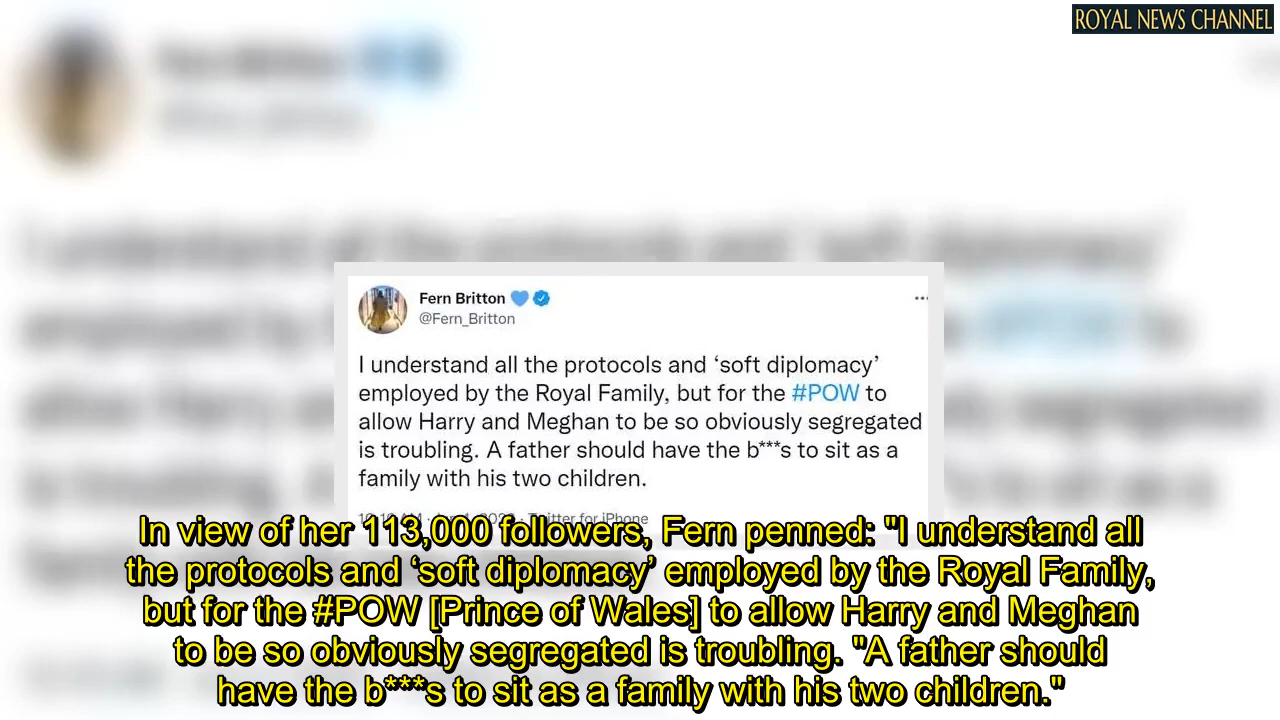 ROYAL NEWS CHANNEL
Fern Britton
@Fern_Britton
I understand all the protocols and ‘soft diplomacy’
employed by the Royal Family, but for the #POW to
allow Harry and Meghan to be so obviously segregated
is troubling. A father should have the b***s to sit as a
family with his two children.
Twitter for iPhone
In view of her 113,000 followers, Fern penned: "I understand all
the protocols and ‘soft diplomacy’ employed by the Royal Family,
but for the #POW [Prince of Wales] to allow Harry and Meghan
to be so obviously segregated is troubling. "A father should
have the b***s to sit as a family with his two children."